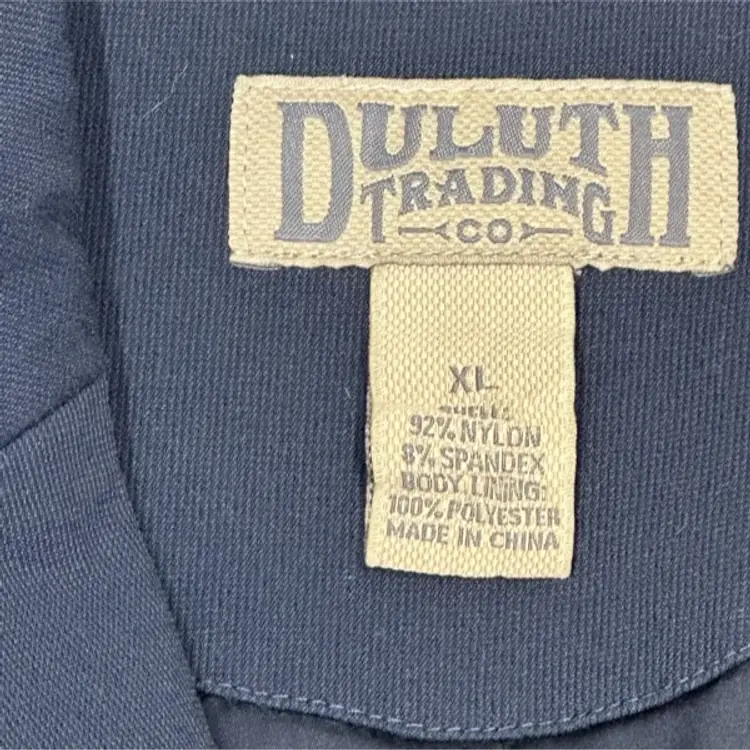 DULUTH
TRADING
CO
XL
92% NYLON
8% SPANDEX
BODY LINING:
100% POLYESTER
MADE IN CHINA